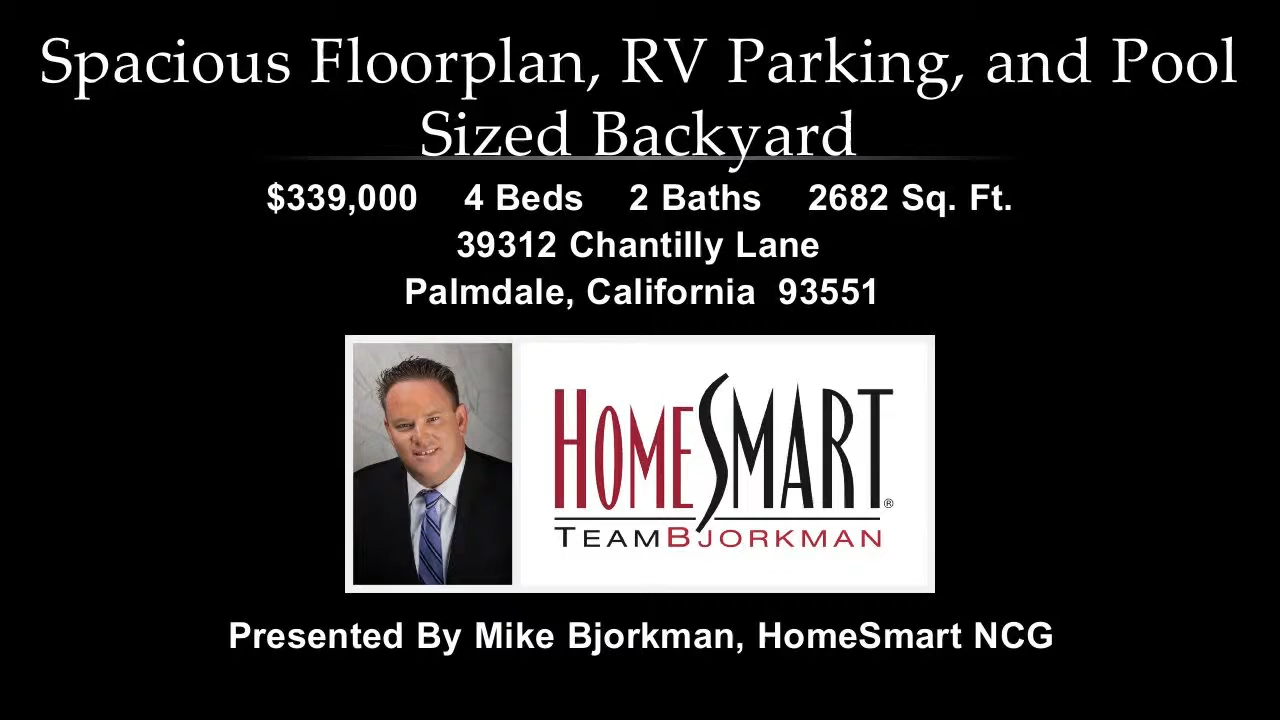 Spacious Floorplan, RV Parking, and Pool
Sized Backyard
$339,000 4 Beds 2 Baths 2682 Sq. Ft.
39312 Chantilly Lane
Palmdale, California 93551
HOMESMART®
TEAMBJORKMAN
Presented By Mike Bjorkman, HomeSmart NCG